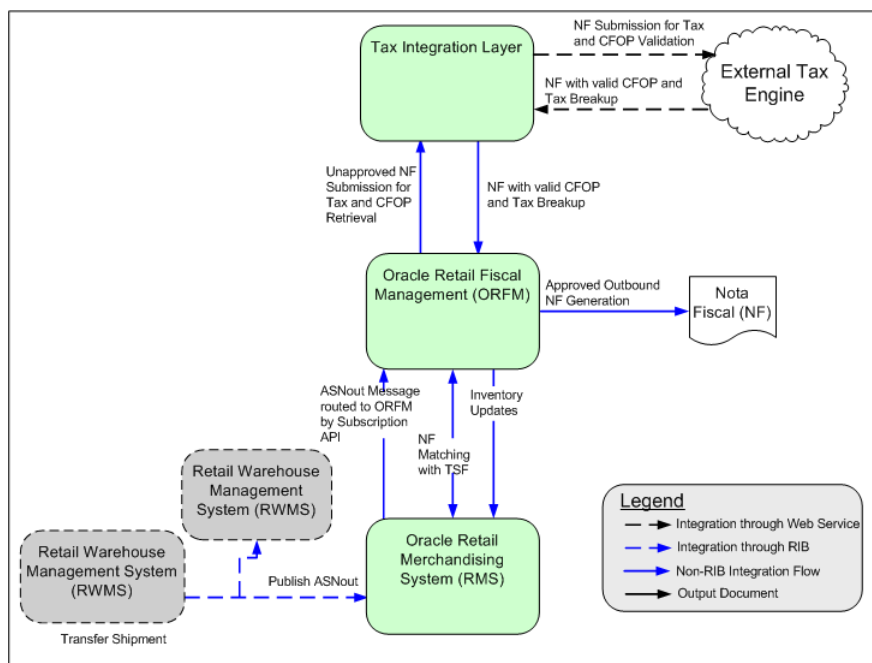 NF Submission for Tax
and CFOP Validation
Tax Integration Layer
External Tax
Engine
NF with valid CFOP and
Tax Breakup
Unapproved NF
Submission for
Tax and CFOP
Retrieval
NF with valid CFOP
and Tax Breakup
Oracle Retail Fiscal
Management (ORFM)
Approved Outbound
NF Generation
Nota
Fiscal (NF)
ASNout Message
routed to ORFM
by Subscription
API
Inventory
Updates
NF
Matching
with TSF
Retail Warehouse
Management
System (RWMS)
Retail Warehouse
Management System
(RWMS)
Publish ASNout
Transfer Shipment
Oracle Retail
Merchandising
System (RMS)
Legend
Integration through Web Service
Integration through RIB
Non-RIB Integration Flow
Output Document